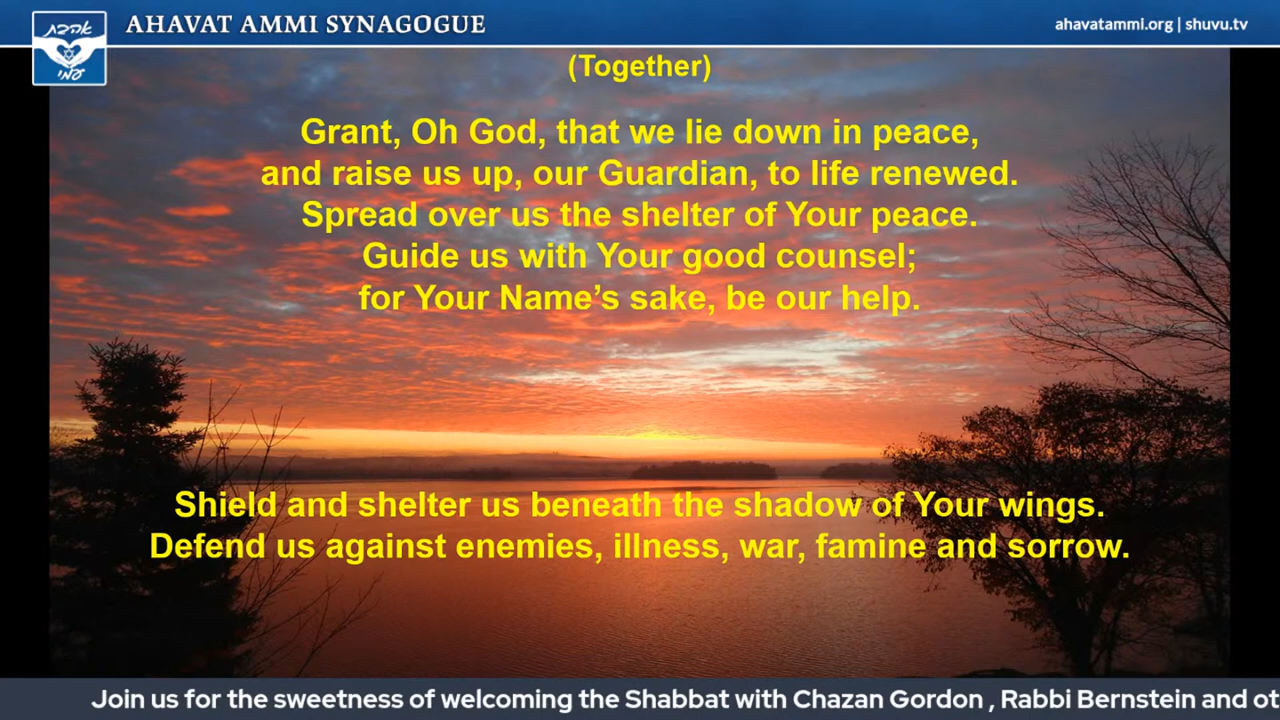 אהבת
עמי
AHAVAT AMMI SYNAGOGUE
ahavatammi.org | shuvu.tv
(Together)
Grant, Oh God, that we lie down in peace,
and raise us up, our Guardian, to life renewed.
Spread over us the shelter of Your peace.
Guide us with Your good counsel;
for Your Name’s sake, be our help.
Shield and shelter us beneath the shadow of Your wings.
Defend us against enemies, illness, war, famine and sorrow.
Join us for the sweetness of welcoming the Shabbat with Chazan Gordon , Rabbi Bernstein and ot